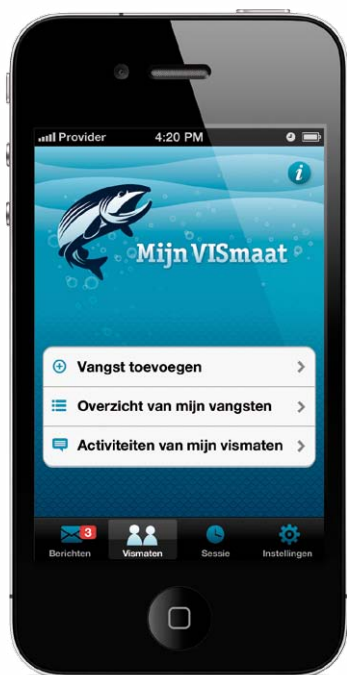 Provider 4:20 PM
i
Mijn VISmaat
Vangst toevoegen
Overzicht van mijn vangsten
Activiteiten van mijn vismaten
3
Berichten Vismaten Sessie Instellingen